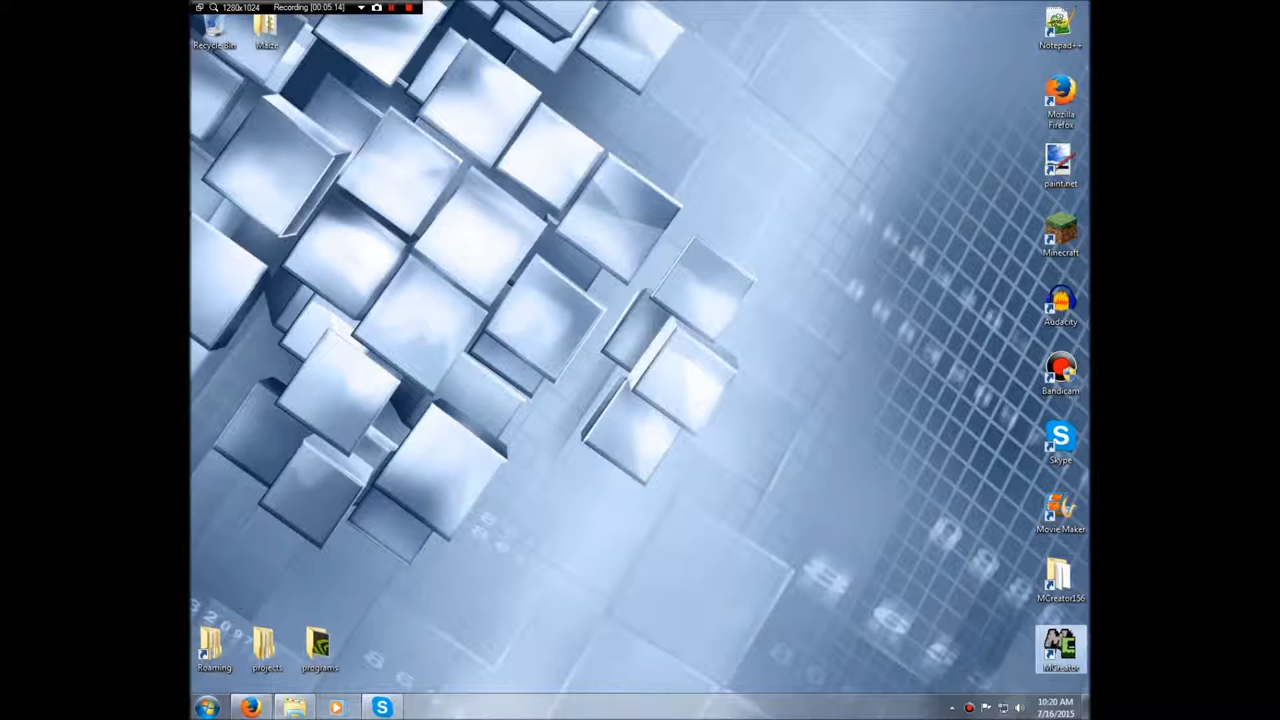 1280x1024 Recording [00:05:14]
Recycle Bin Maize
Notepad++
Mozilla
Firefox
paint.net
Minecraft
Audacity
Bandicam
S
Skype
Movie Maker
MCreator156
MC
MCreator
Roaming projects programs
S
10:20 AM
7/16/2015